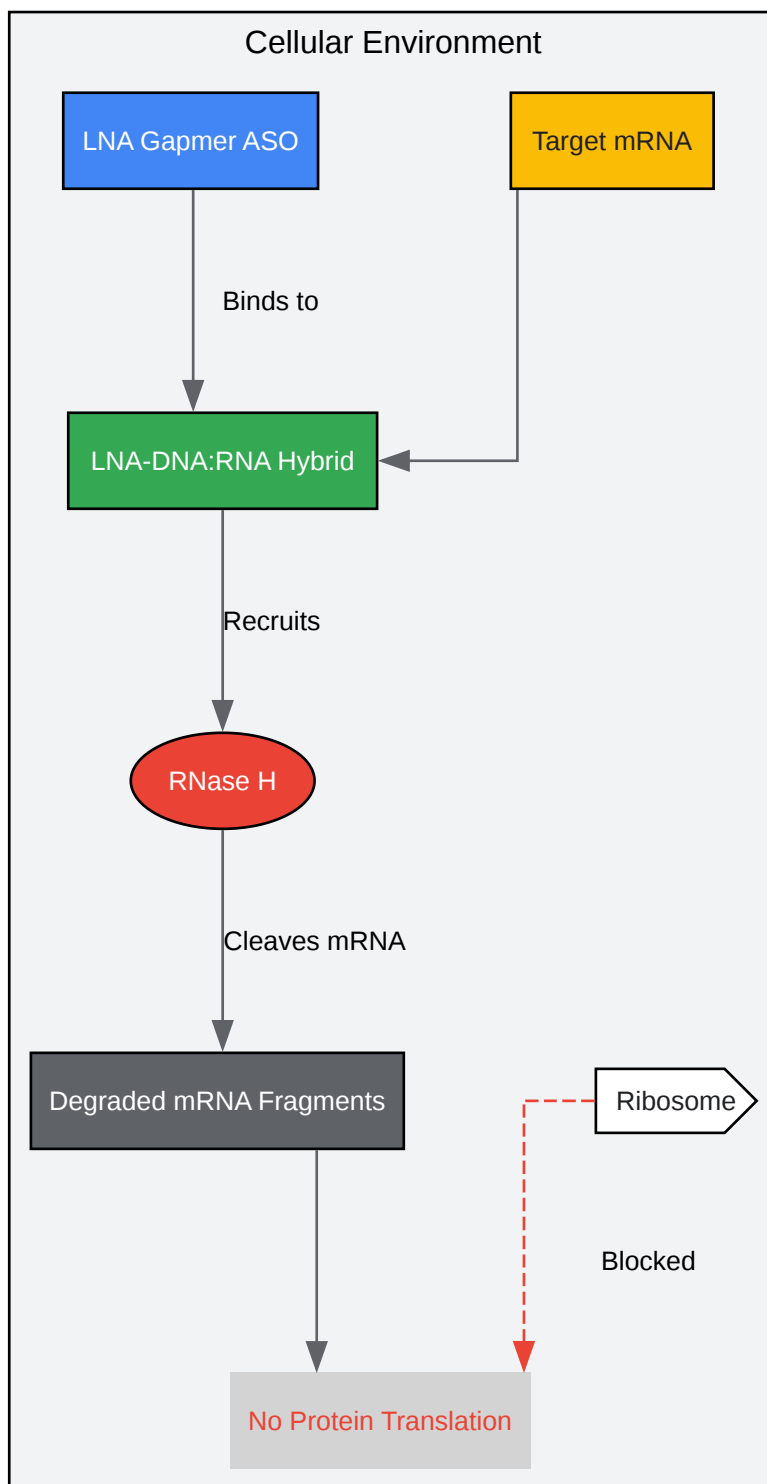 Cellular Environment
LNA Gapmer ASO
Target mRNA
Binds to
LNA-DNA:RNA Hybrid
Recruits
RNase H
Cleaves mRNA
Degraded mRNA Fragments
Ribosome
Blocked
No Protein Translation